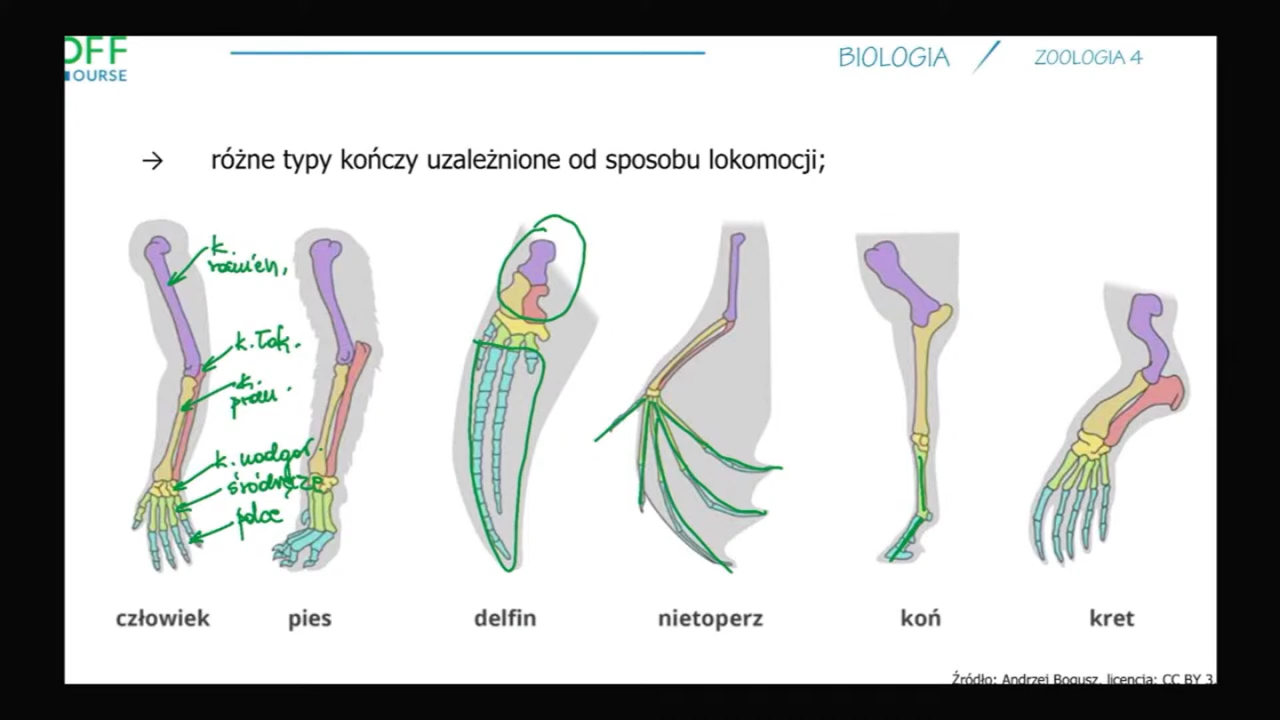 OFF
OURSE
BIOLOGIA / ZOOLOGIA 4
→ różne typy kończy uzależnione od sposobu lokomocji;
k.
ramien.
k. łok.
k.
prom.
k. nadgar.
śródręcze
palce
człowiek pies delfin nietoperz koń kret
Źródło: Andrzej Bogusz, licencja: CC BY 3.